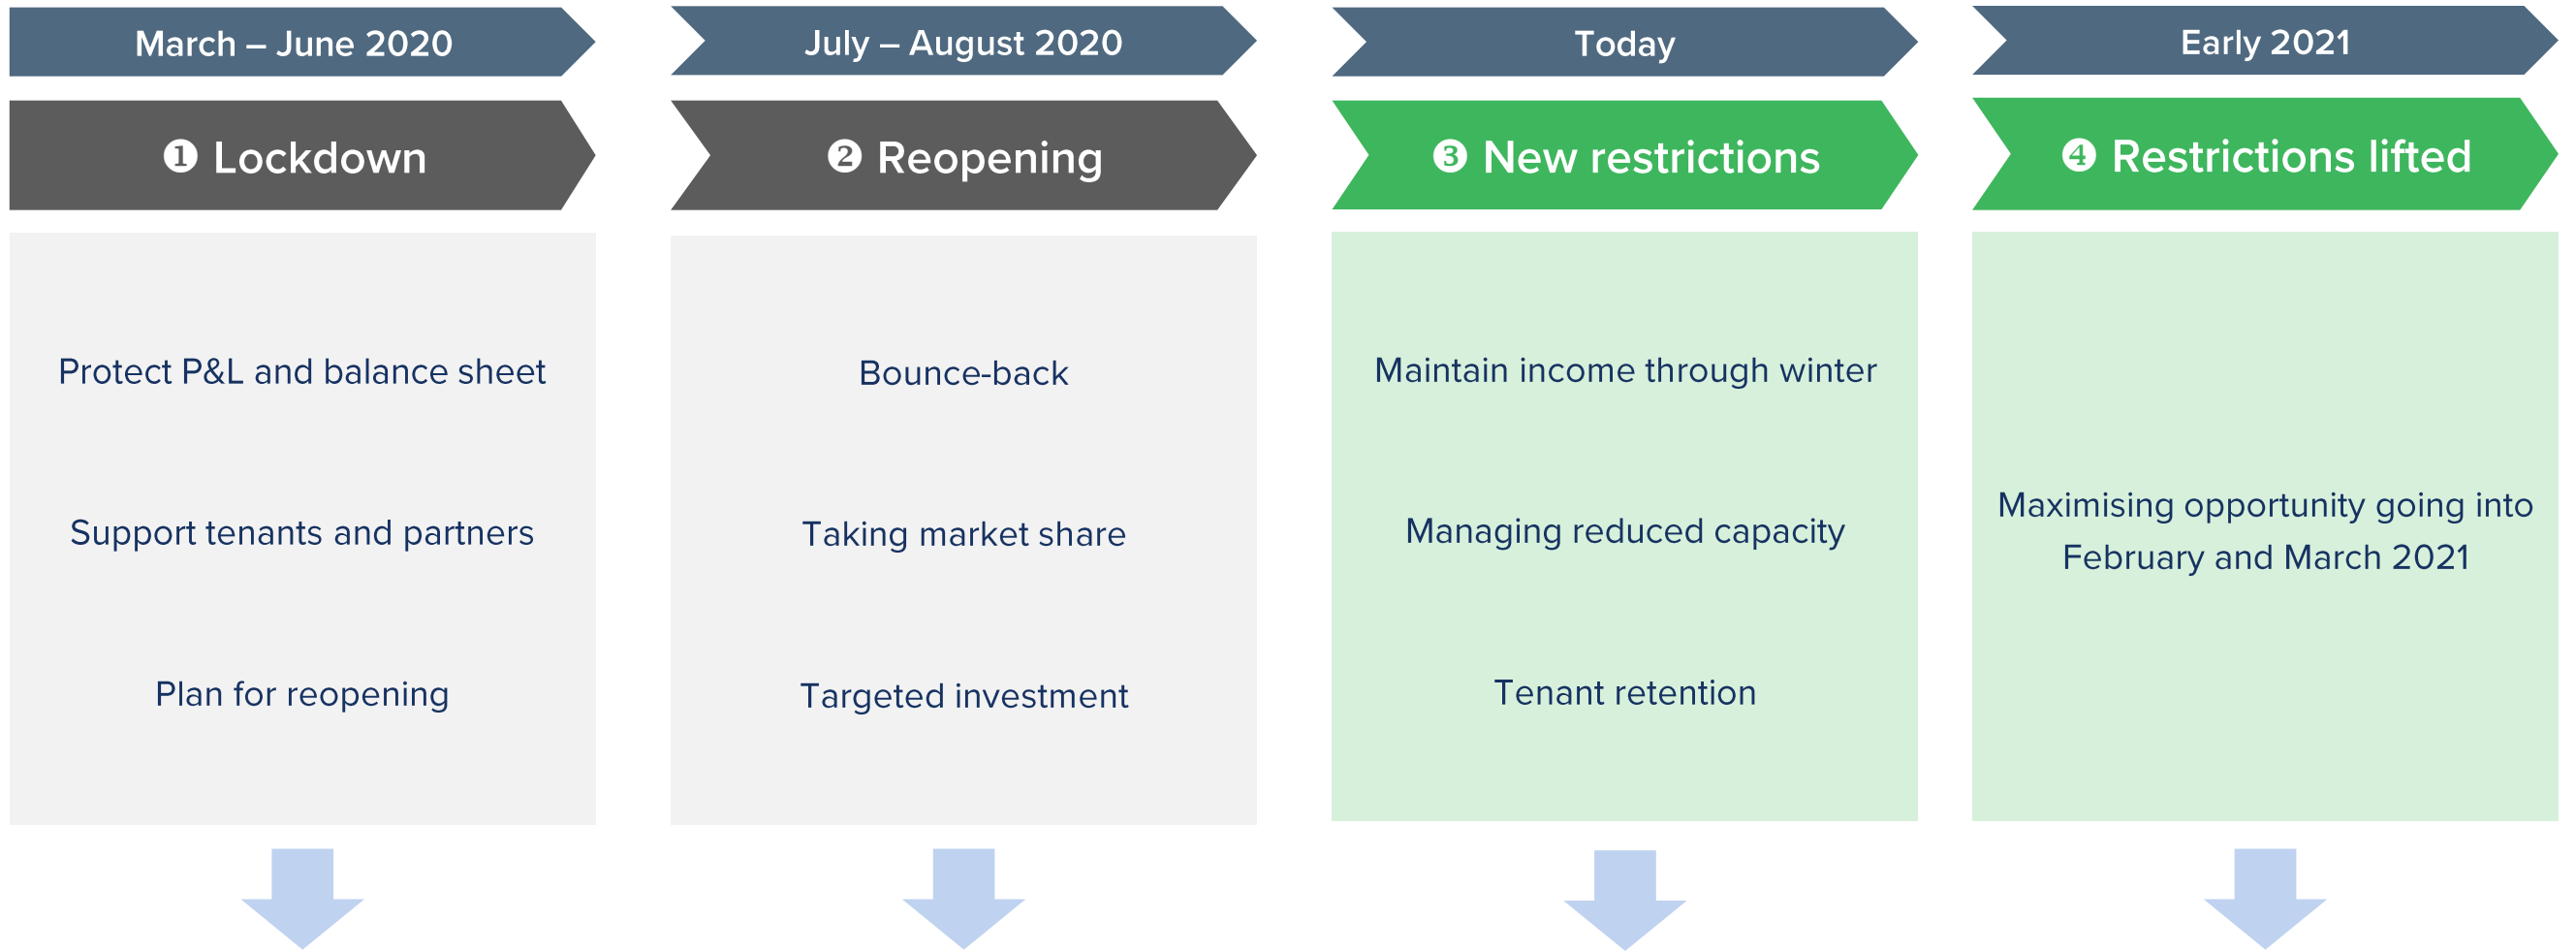 March – June 2020
❶ Lockdown
Protect P&L and balance sheet
Support tenants and partners
Plan for reopening
July – August 2020
❷ Reopening
Bounce-back
Taking market share
Targeted investment
Today
❸ New restrictions
Maintain income through winter
Managing reduced capacity
Tenant retention
Early 2021
❹ Restrictions lifted
Maximising opportunity going into
February and March 2021